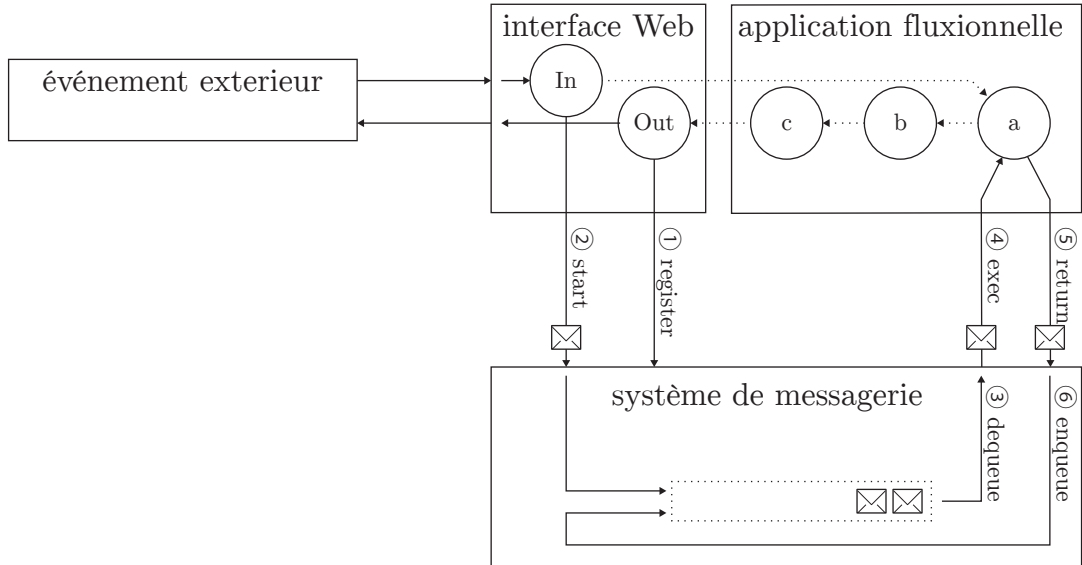 interface Web
application fluxionnelle
événement exterieur
In
Out
c
b
a
② start
① register
④ exec
⑤ return
système de messagerie
③ dequeue
⑥ enqueue